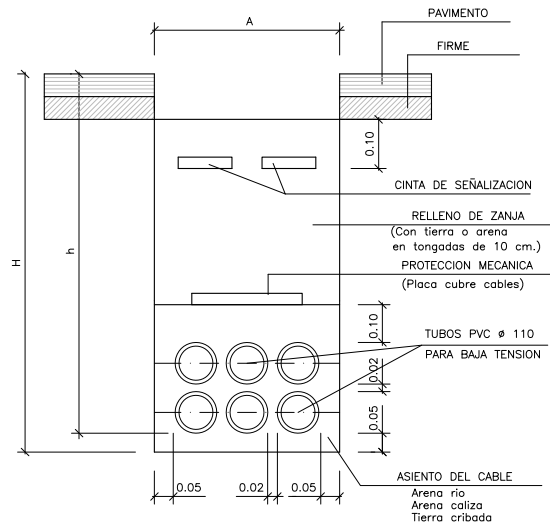 A
PAVIMENTO
FIRME
0.10
CINTA DE SEÑALIZACION
H
h
RELLENO DE ZANJA
(Con tierra o arena
en tongadas de 10 cm.)
PROTECCION MECANICA
(Placa cubre cables)
0.10
TUBOS PVC ø 110
PARA BAJA TENSION
0.02
0.05
0.05
0.02
0.05
ASIENTO DEL CABLE
Arena rio
Arena caliza
Tierra cribada